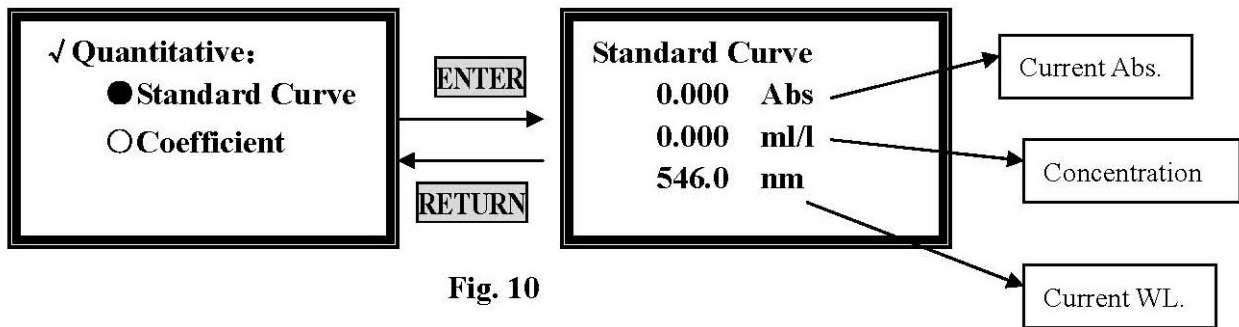 √ Quantitative：
●Standard Curve
○Coefficient
ENTER
RETURN
Standard Curve
0.000 Abs
0.000 ml/l
546.0 nm
Current Abs.
Concentration
Current WL.
Fig. 10